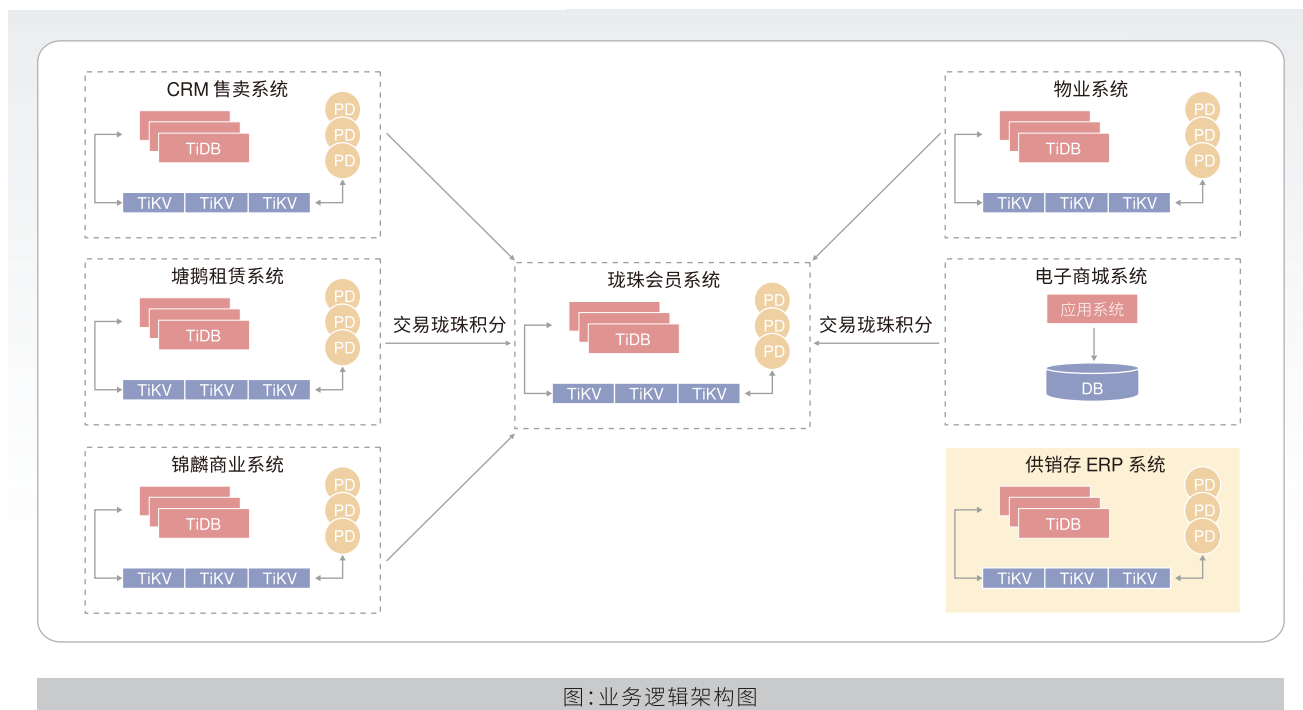 CRM 售卖系统
PD
PD
PD
TiDB
TiKV TiKV TiKV
塘鹅租赁系统
PD
PD
PD
TiDB
TiKV TiKV TiKV
锦麟商业系统
PD
PD
PD
TiDB
TiKV TiKV TiKV
交易珑珠积分
珑珠会员系统
PD
PD
PD
TiDB
TiKV TiKV TiKV
交易珑珠积分
物业系统
PD
PD
PD
TiDB
TiKV TiKV TiKV
电子商城系统
应用系统
DB
供销存 ERP 系统
PD
PD
PD
TiDB
TiKV TiKV TiKV
图:业务逻辑架构图